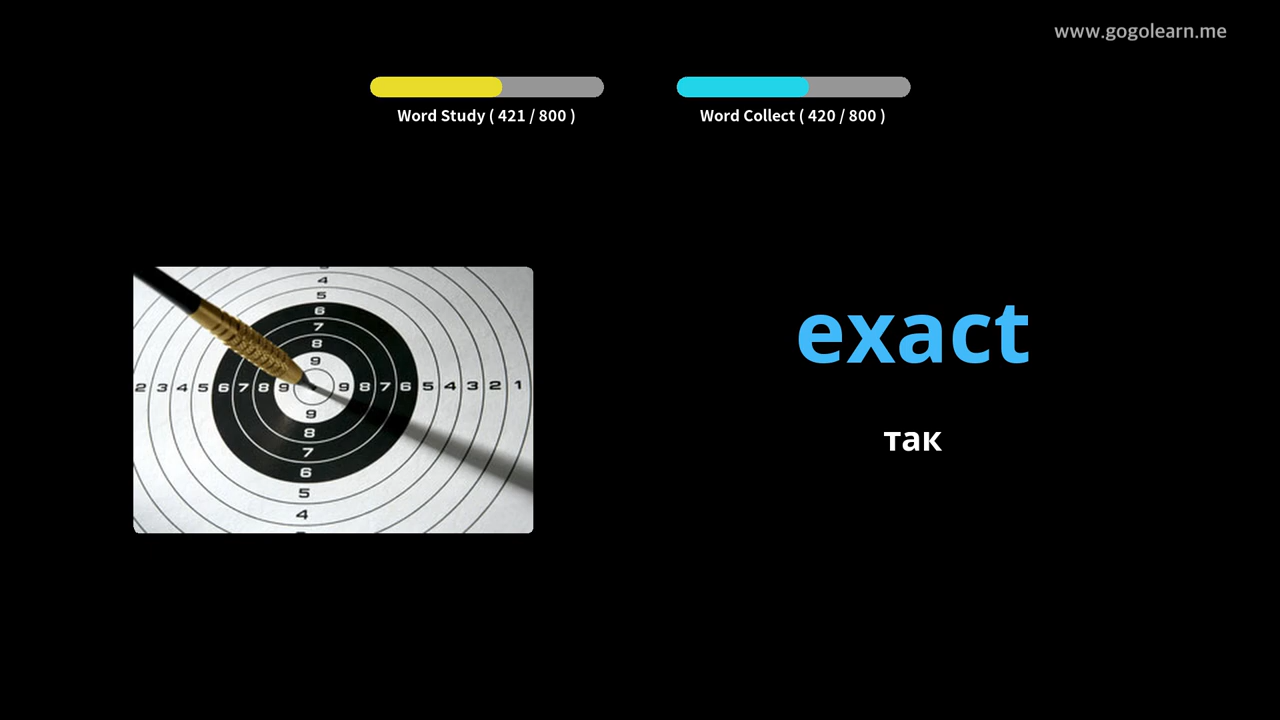 www.gogolearn.me
Word Study ( 421 / 800 )
Word Collect ( 420 / 800 )
exact
так
4
5
6
7
8
9
2 3 4 5 6 7 8 9 9 8 7 6 5 4 3 2 1
9
8
7
6
5
4